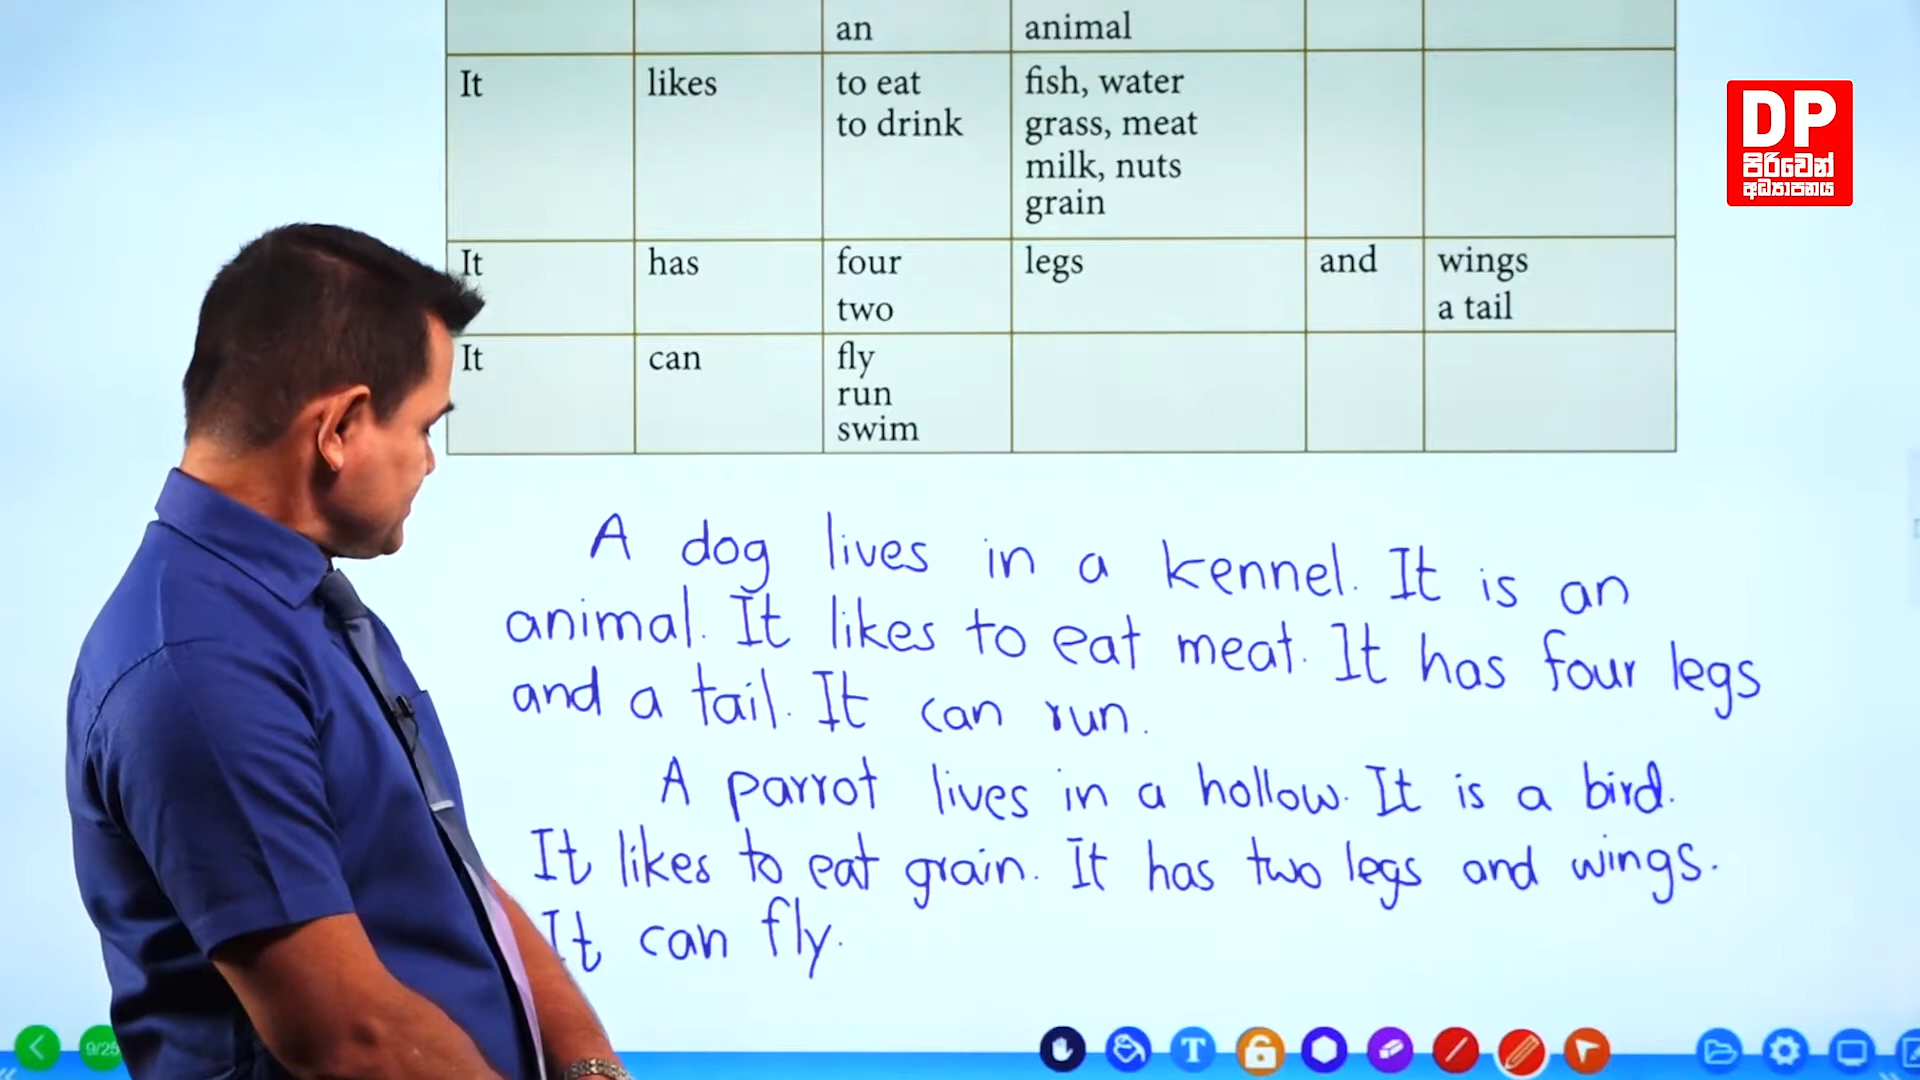 an animal
It likes to eat fish, water
to drink grass, meat
milk, nuts
grain
It has four legs and wings
two a tail
It can fly
run
swim
DP
පිරිවෙන්
අධ්‍යාපනය
A dog lives in a kennel. It is an
animal. It likes to eat meat. It has four legs
and a tail. It can run.
A parrot lives in a hollow. It is a bird.
It likes to eat grain. It has two legs and wings.
It can fly.
9/25
T